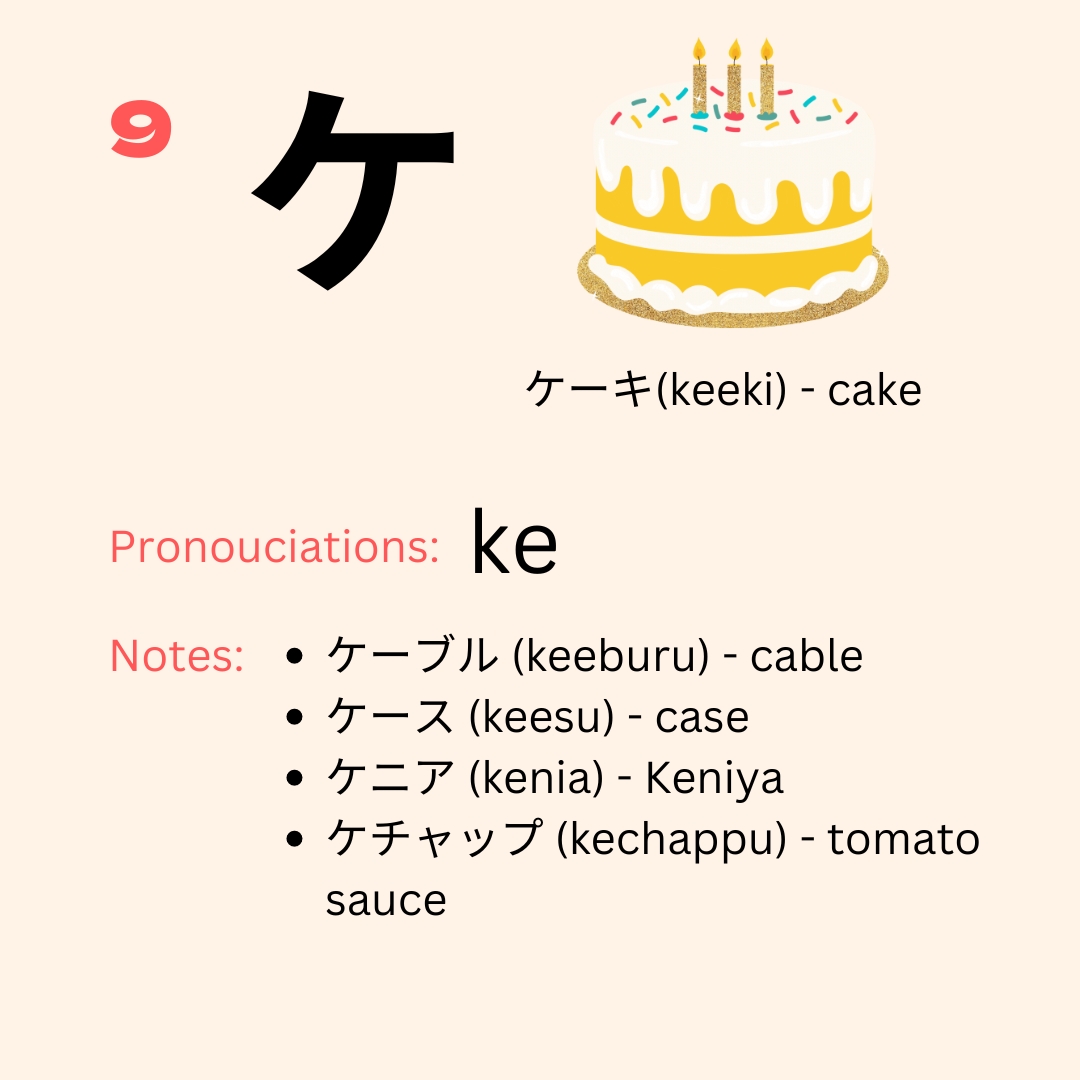 9
ケ
ケーキ(keeki) - cake
Pronouciations: ke
Notes:
• ケーブル (keeburu) - cable
• ケース (keesu) - case
• ケニア (kenia) - Keniya
• ケチャップ (kechappu) - tomato
sauce